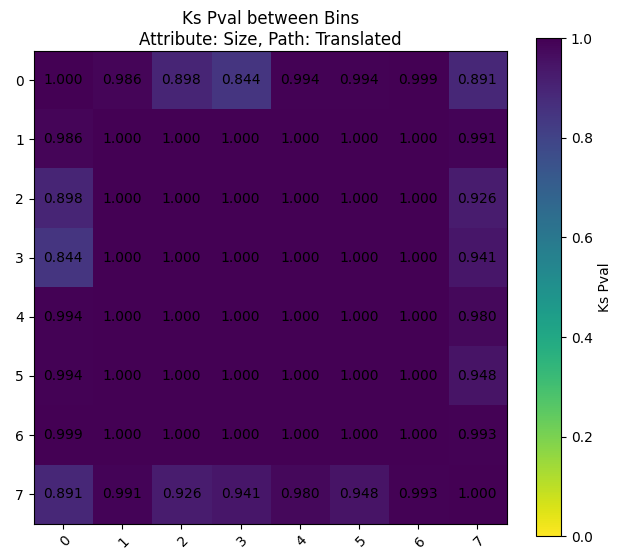 Ks Pval between Bins
Attribute: Size, Path: Translated
0 1.000 0.986 0.898 0.844 0.994 0.994 0.999 0.891
1 0.986 1.000 1.000 1.000 1.000 1.000 1.000 0.991
2 0.898 1.000 1.000 1.000 1.000 1.000 1.000 0.926
3 0.844 1.000 1.000 1.000 1.000 1.000 1.000 0.941
4 0.994 1.000 1.000 1.000 1.000 1.000 1.000 0.980
5 0.994 1.000 1.000 1.000 1.000 1.000 1.000 0.948
6 0.999 1.000 1.000 1.000 1.000 1.000 1.000 0.993
7 0.891 0.991 0.926 0.941 0.980 0.948 0.993 1.000
0 1 2 3 4 5 6 7
1.0
0.8
0.6
0.4
0.2
0.0
Ks Pval